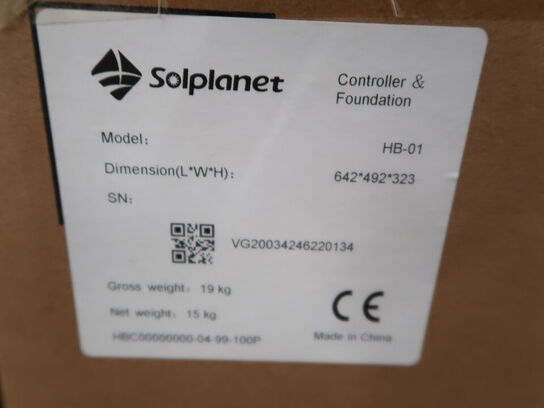 Solplanet
Controller &
Foundation
Model:
HB-01
Dimension(L*W*H):
642*492*323
SN:
VG20034246220134
Gross weight: 19 kg
Net weight: 15 kg
CE
Made in China
HBC00000000-04-99-100P